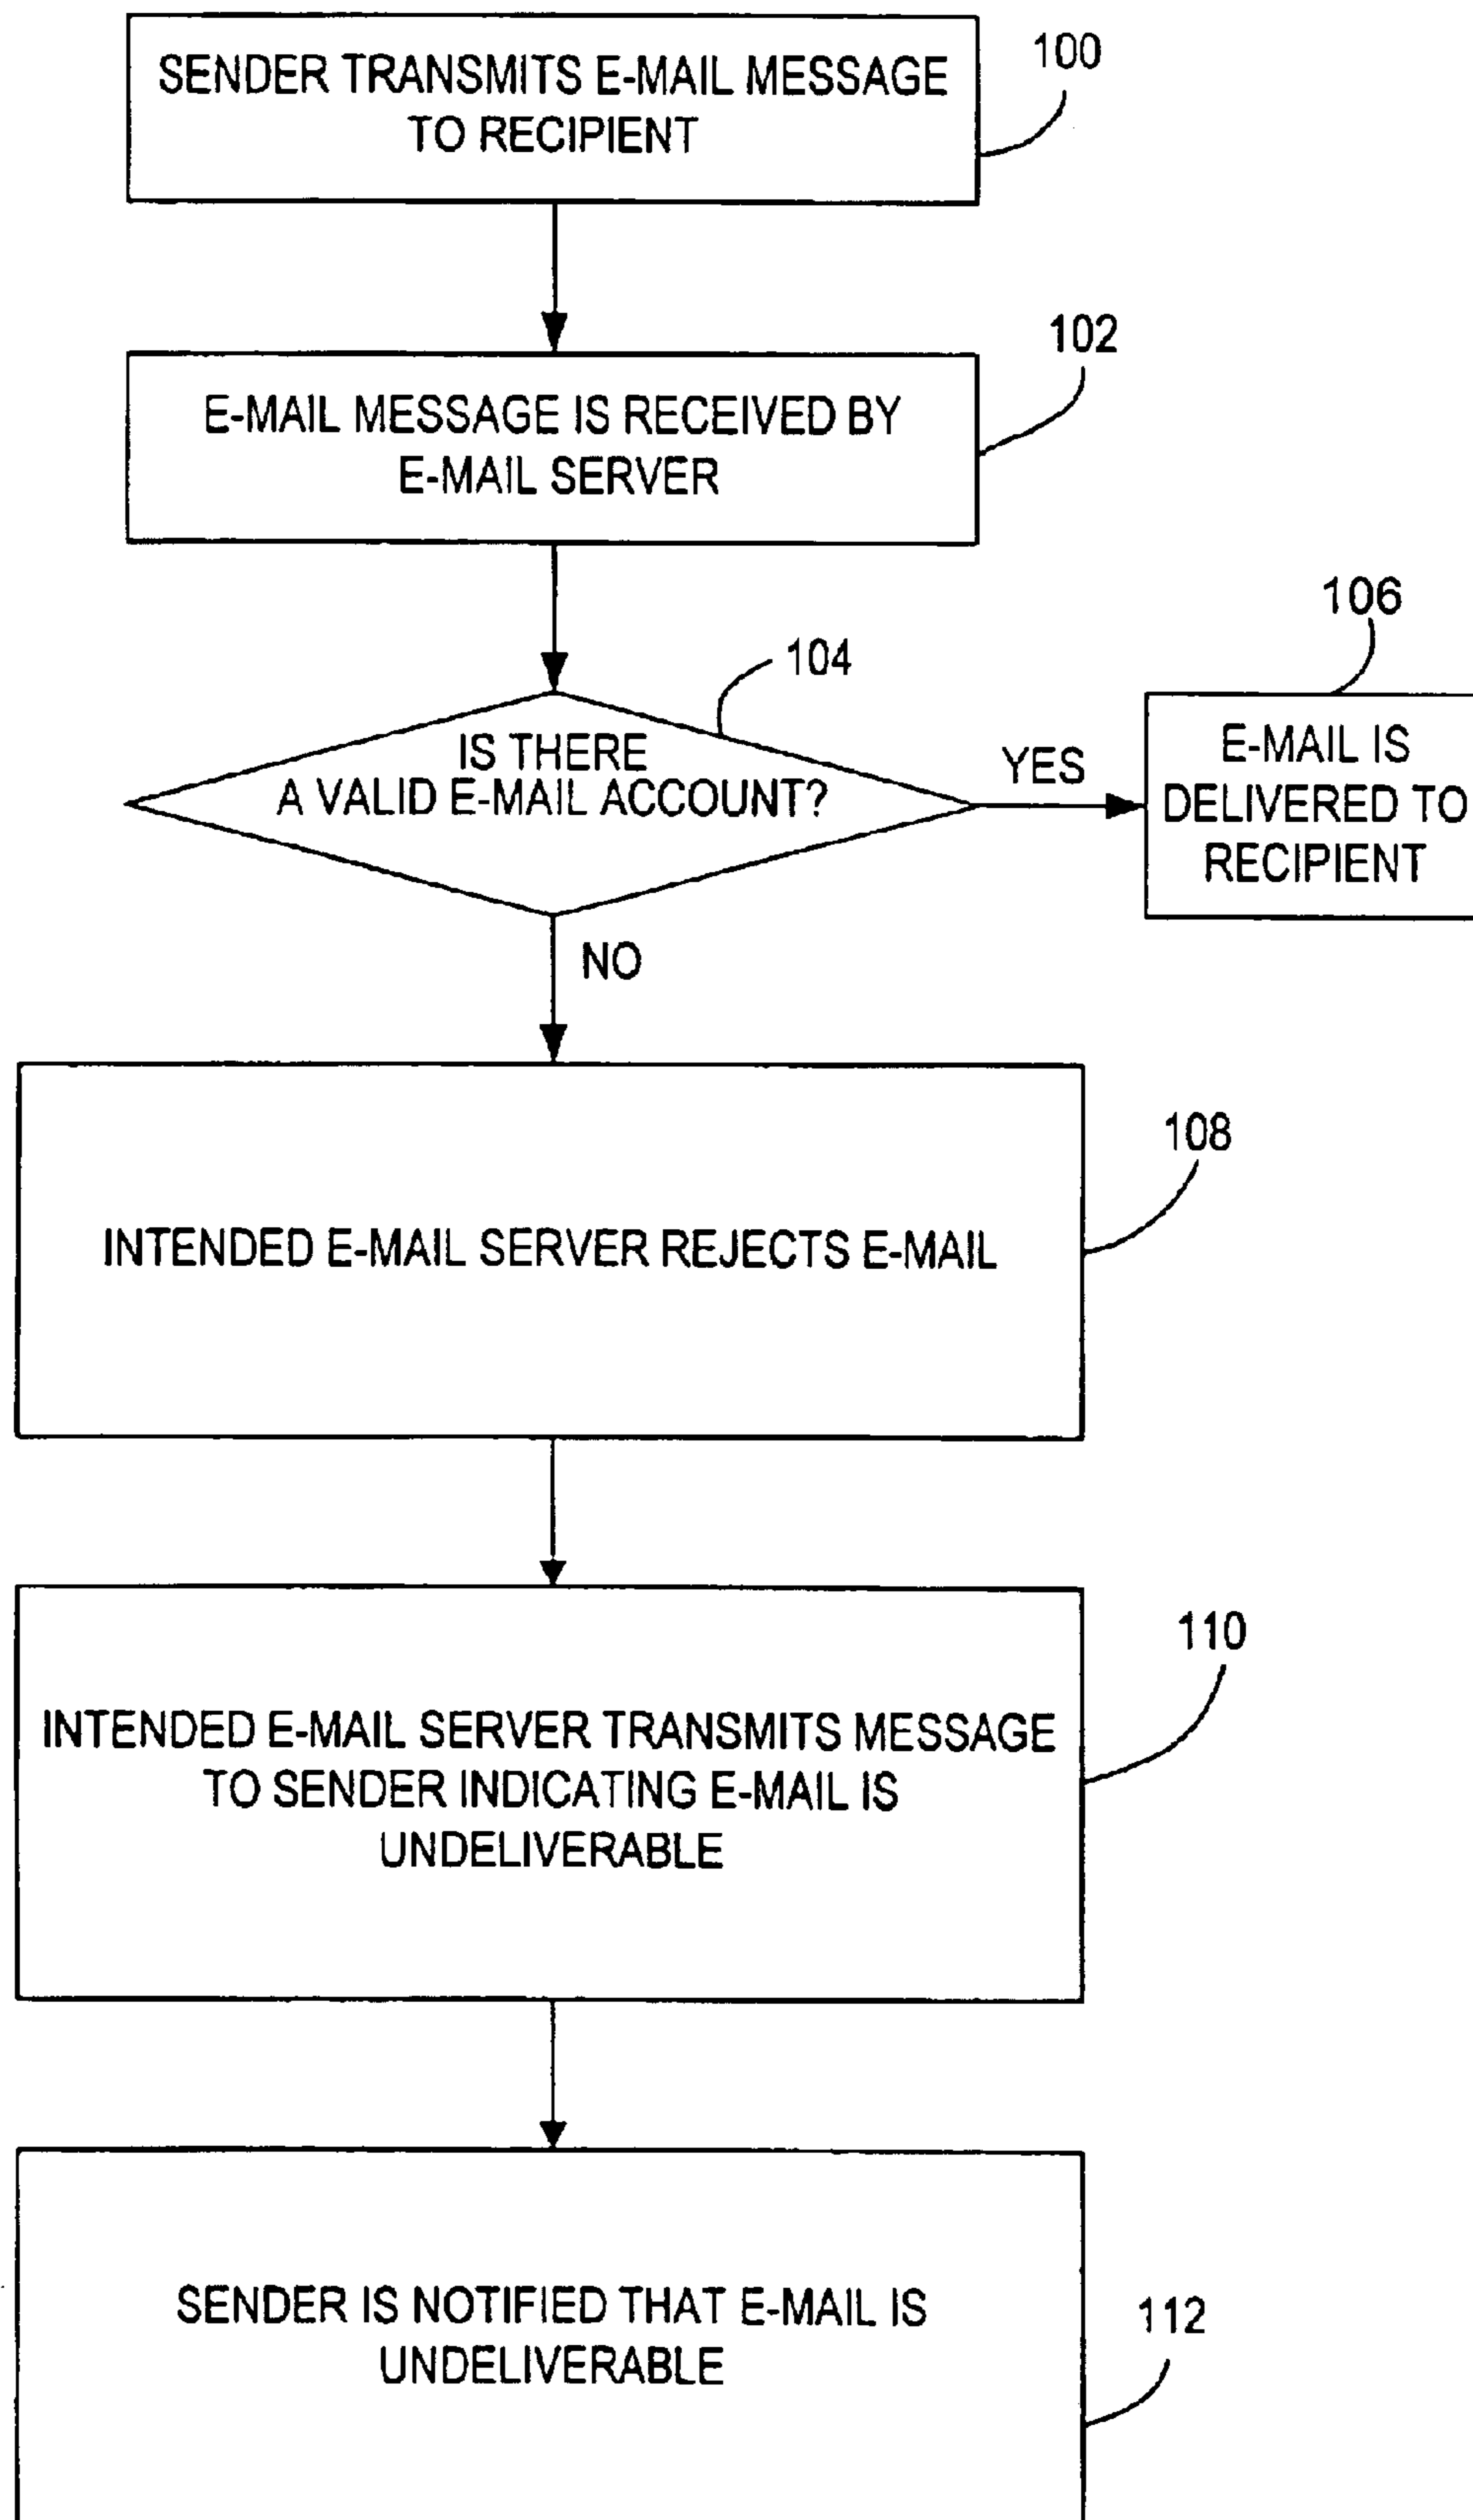 SENDER TRANSMITS E-MAIL MESSAGE
TO RECIPIENT
100
E-MAIL MESSAGE IS RECEIVED BY
E-MAIL SERVER
102
IS THERE
A VALID E-MAIL ACCOUNT?
104
YES
106
E-MAIL IS
DELIVERED TO
RECIPIENT
NO
INTENDED E-MAIL SERVER REJECTS E-MAIL
108
INTENDED E-MAIL SERVER TRANSMITS MESSAGE
TO SENDER INDICATING E-MAIL IS
UNDELIVERABLE
110
SENDER IS NOTIFIED THAT E-MAIL IS
UNDELIVERABLE
112